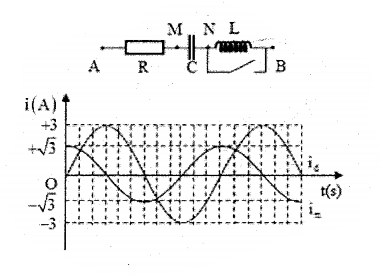 M N L
A R C B
i(A)
+3
+√3
O
-√3
-3
i_đ
t(s)
i_m